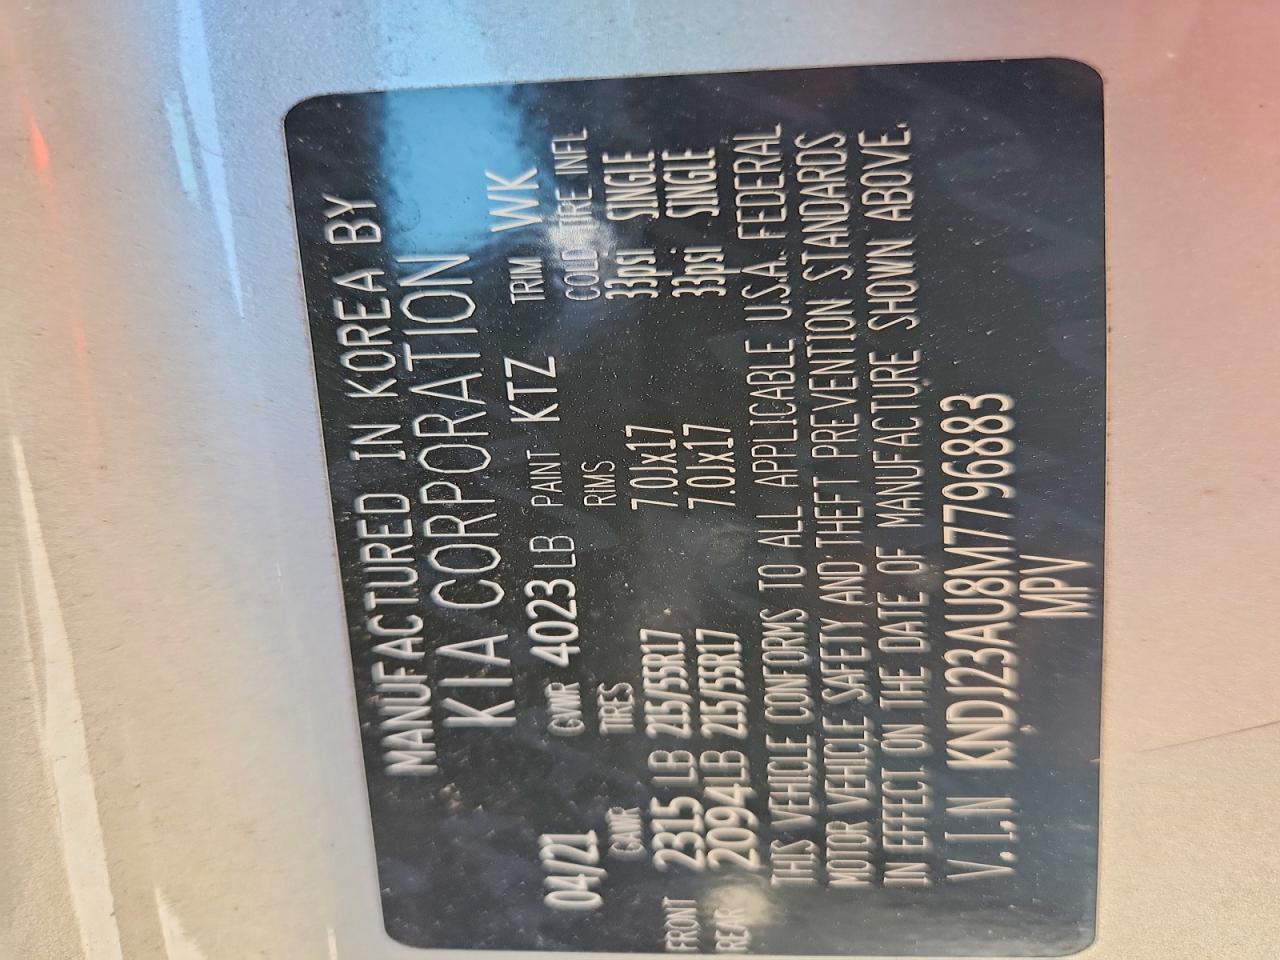 MANUFACTURED IN KOREA BY
KIA CORPORATION
04/21 GVWR 4023 LB PAINT KTZ TRIM WK
GAWR TIRES RIMS COLD TIRE INFL
FRONT 2315 LB 215/55R17 7.0Jx17 33psi SINGLE
REAR 2094LB 215/55R17 7.0Jx17 33psi SINGLE
THIS VEHICLE CONFORMS TO ALL APPLICABLE U.S.A. FEDERAL
MOTOR VEHICLE SAFETY AND THEFT PREVENTION STANDARDS
IN EFFECT ON THE DATE OF MANUFACTURE SHOWN ABOVE.
V.I.N KNDJ23AU8M7796883
MPV